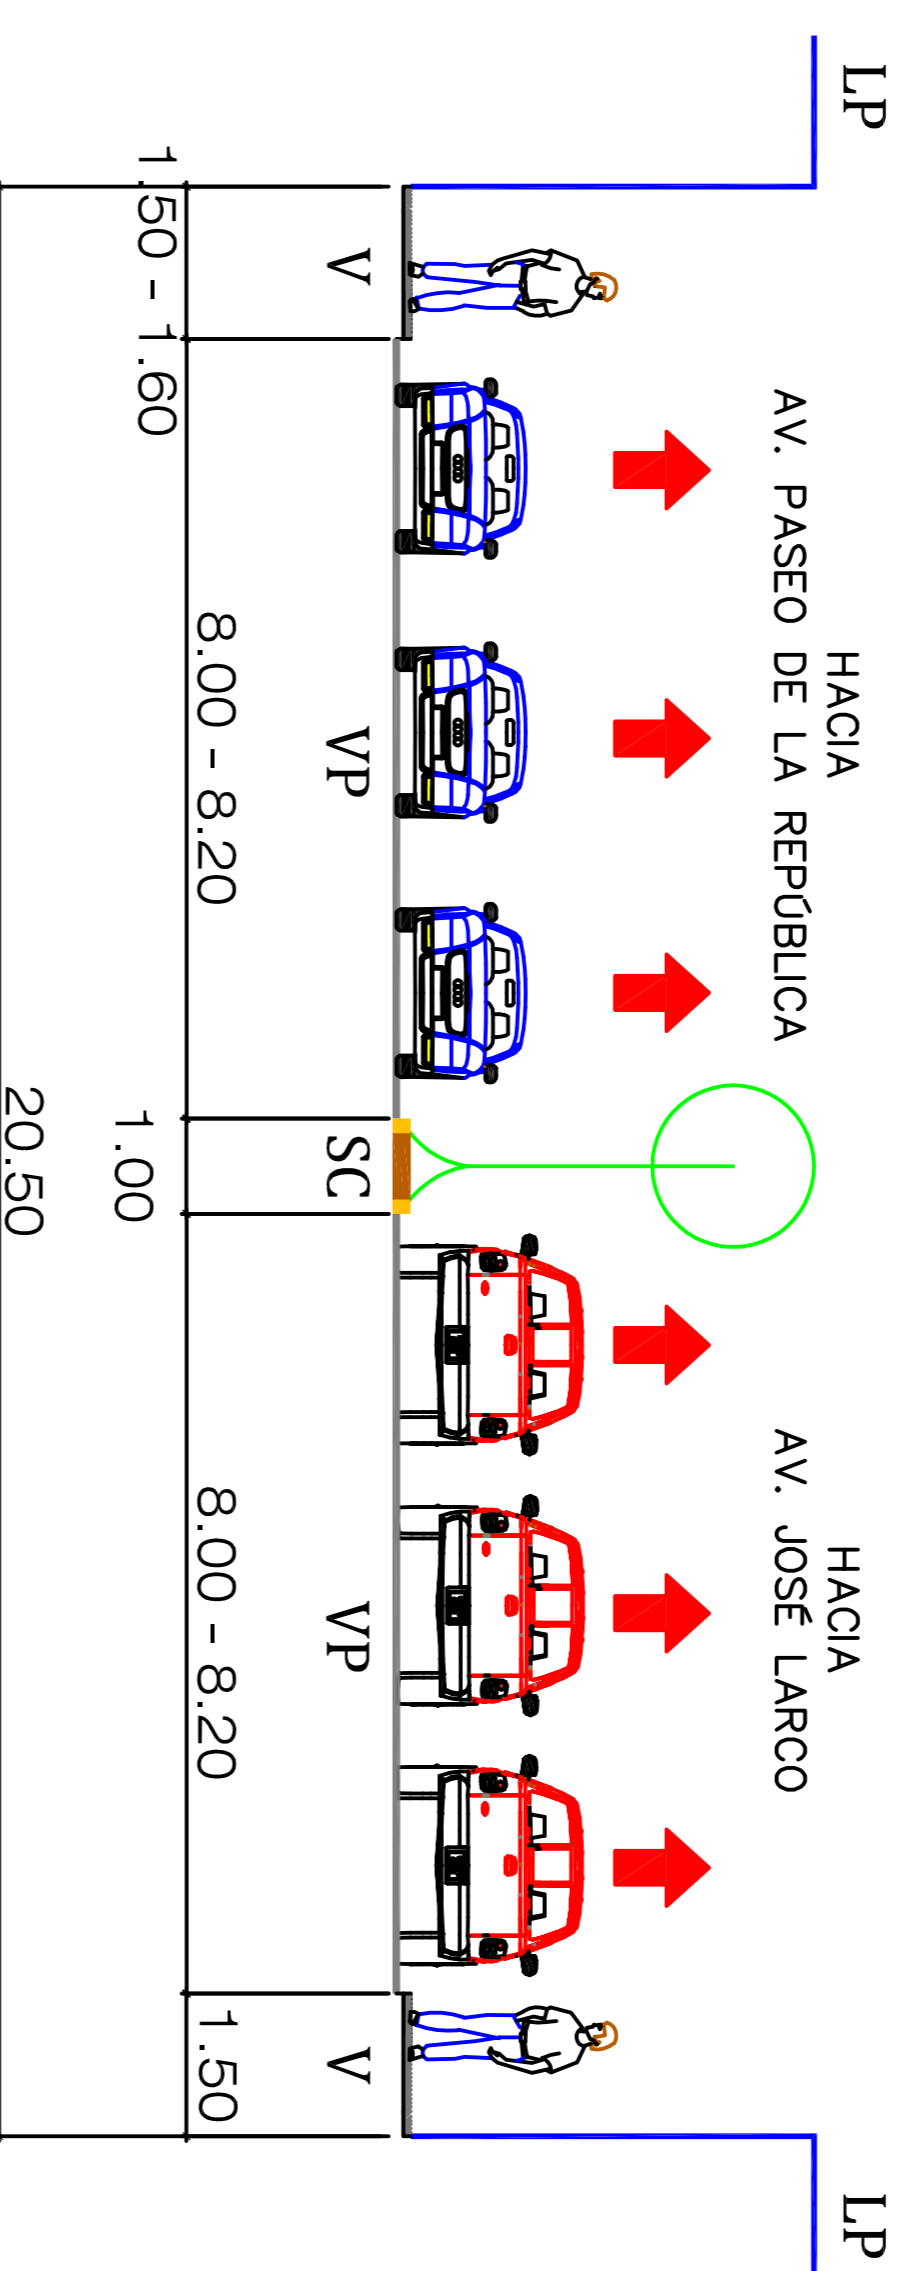 LP
LP
HACIA
AV. PASEO DE LA REPÚBLICA
HACIA
AV. JOSÉ LARCO
V
VP
SC
VP
V
1.50 - 1.60
8.00 - 8.20
1.00
8.00 - 8.20
1.50
20.50